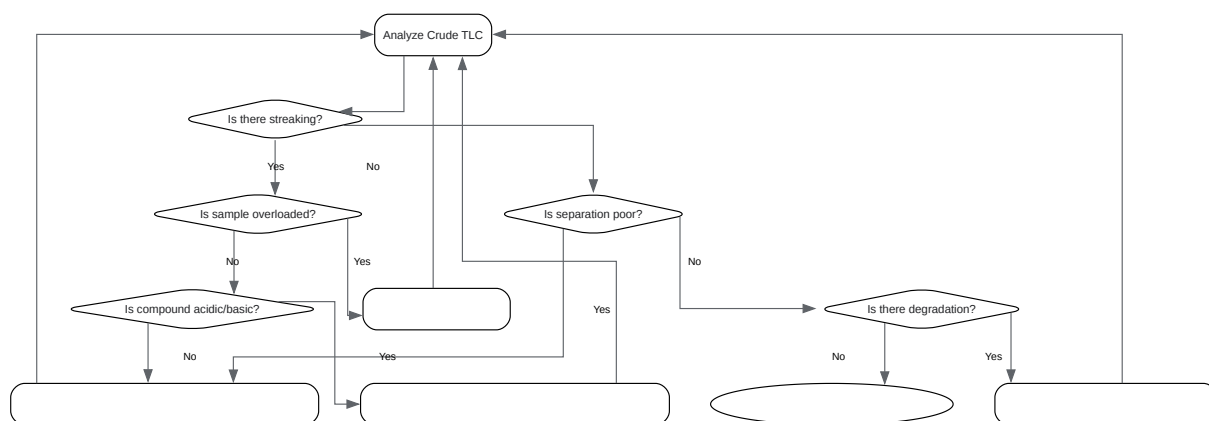 Analyze Crude TLC
Is there streaking?
Yes
No
Is sample overloaded?
Is separation poor?
No
Yes
No
Is compound acidic/basic?
Yes
Is there degradation?
No
Yes
No
Yes